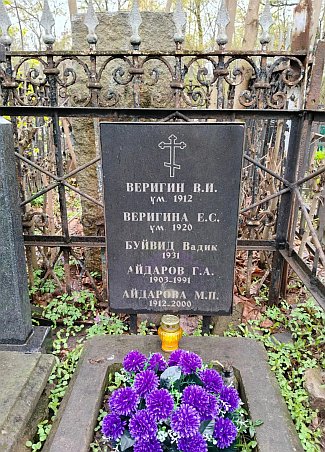 ВЕРИГИН В.И.
ум. 1912
ВЕРИГИНА Е.С.
ум. 1920
БУЙВИД Вадик
1931
АЙДАРОВ Г.А.
1903-1991
АЙДАРОВА М.П.
1912-2000